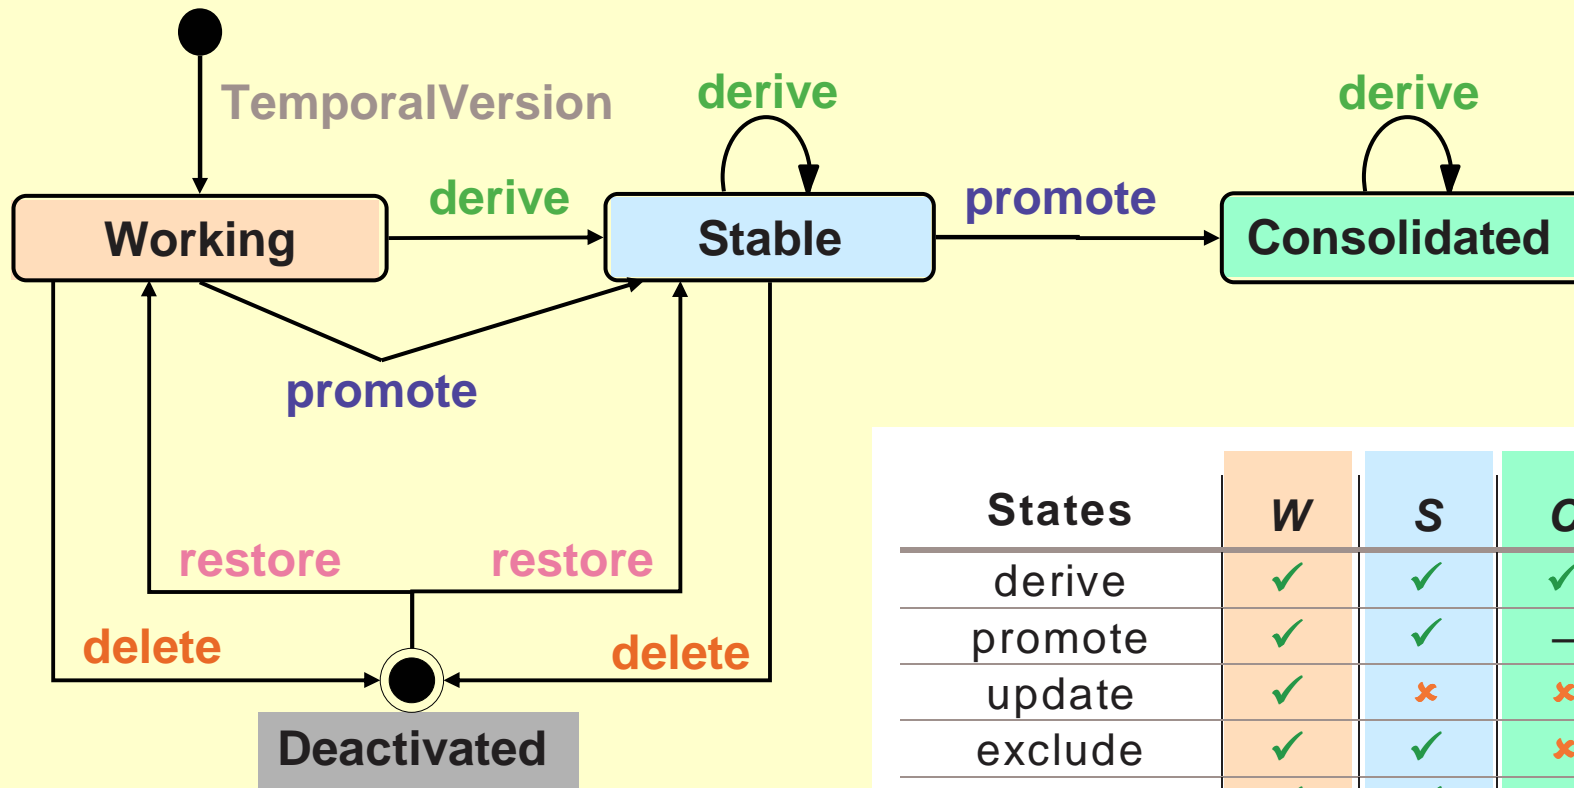 TemporalVersion
derive
derive
derive
promote
Working
Stable
Consolidated
promote
restore
restore
delete
delete
Deactivated
States W S
derive ✓ ✓ ✓
promote ✓ ✓ –
update ✓ ✗ ✗
exclude ✓ ✓ ✗